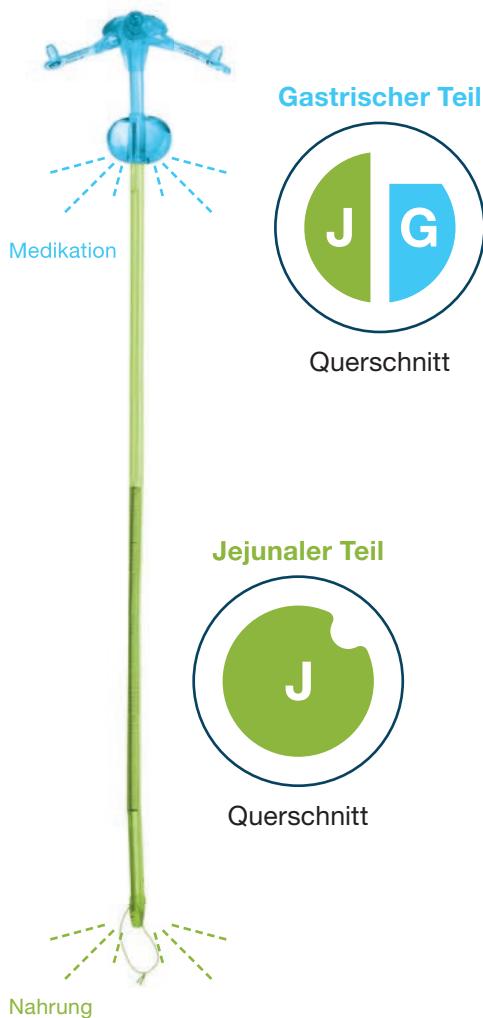 Gastrischer Teil
J G
Medikation
Querschnitt
Jejunaler Teil
J
Querschnitt
Nahrung